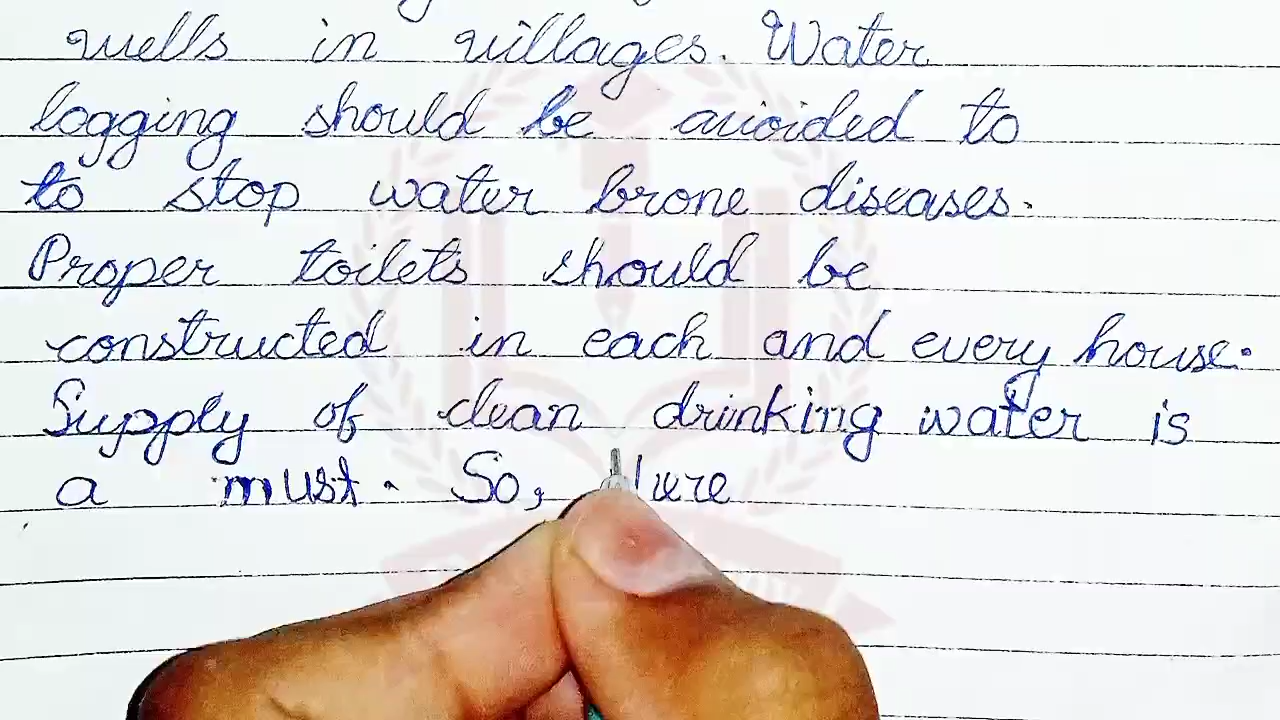 wells in villages. Water
logging should be avoided to
to stop water brone diseases.
Proper toilets should be
constructed in each and every house.
Supply of clean drinking water is
a must. So,